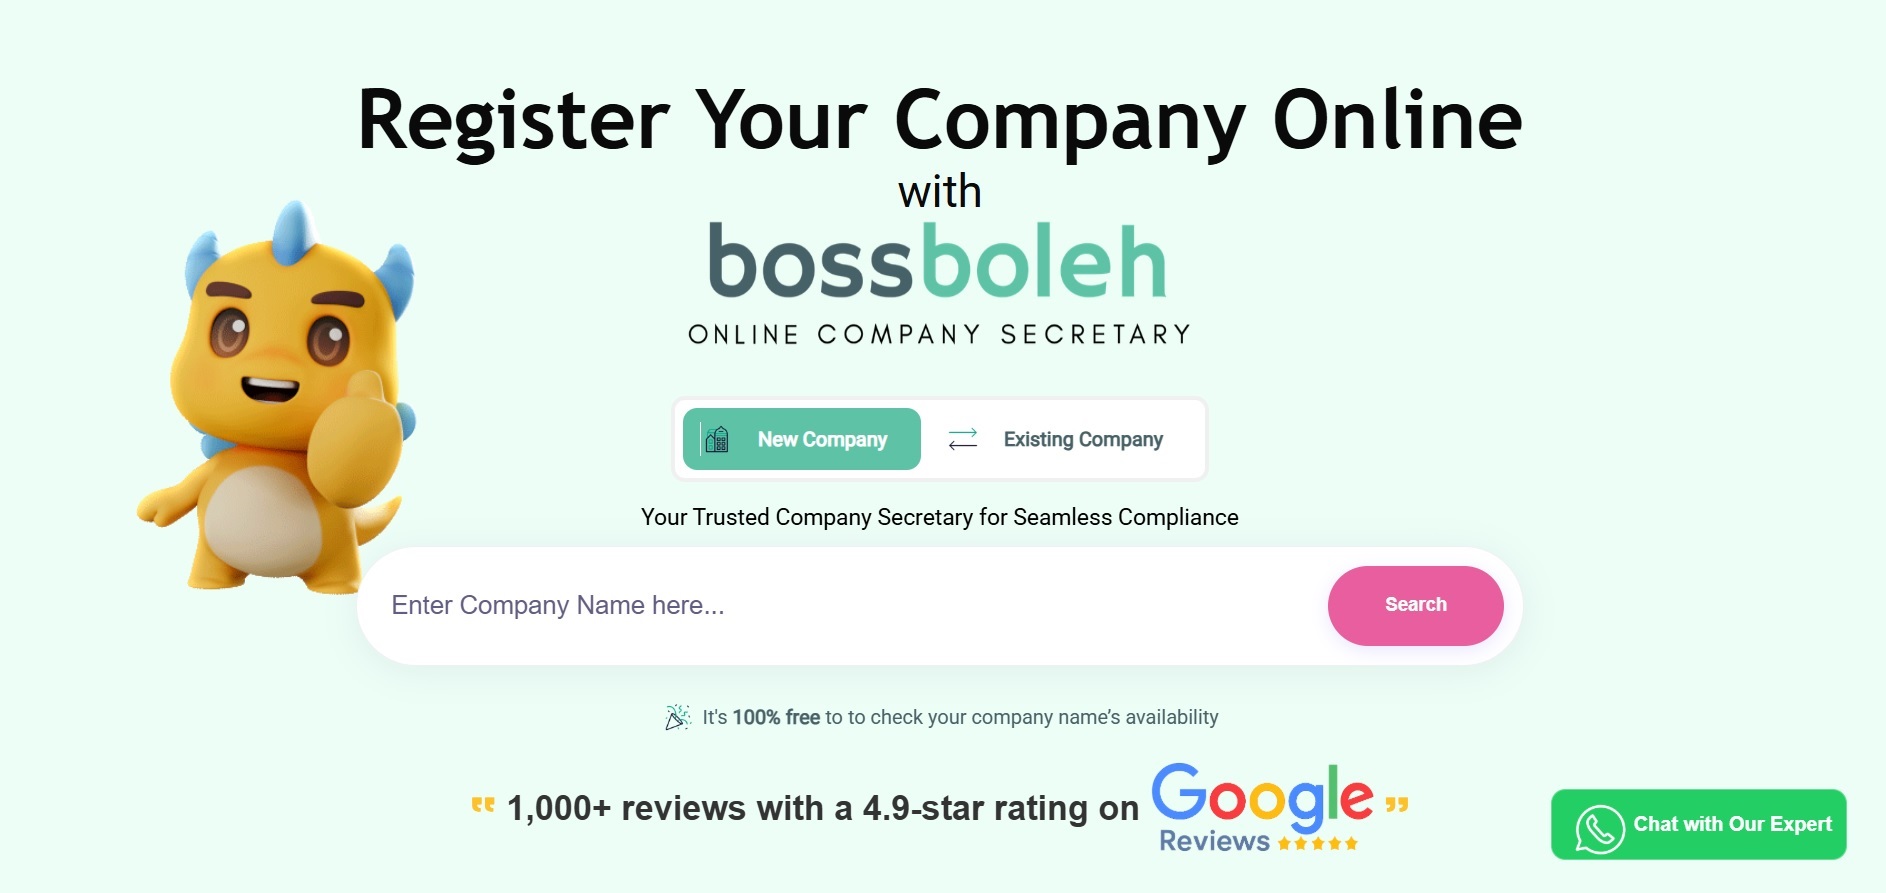 Register Your Company Online
with
bossboleh
ONLINE COMPANY SECRETARY
New Company
Existing Company
Your Trusted Company Secretary for Seamless Compliance
Enter Company Name here...
Search
It's 100% free to to check your company name’s availability
" 1,000+ reviews with a 4.9-star rating on Google "
Reviews
Chat with Our Expert